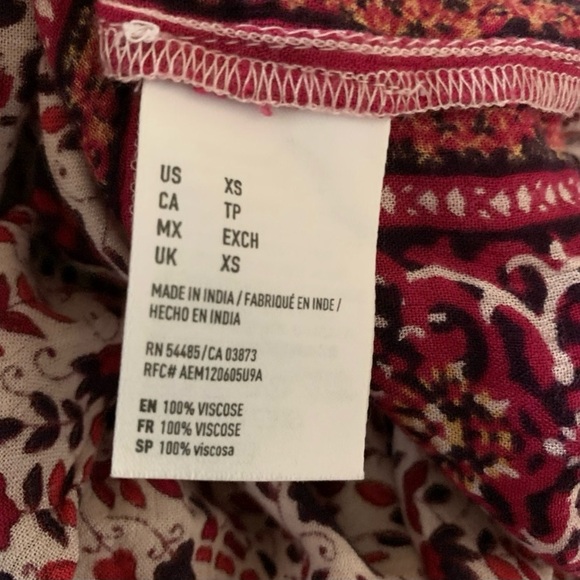 US XS
CA TP
MX EXCH
UK XS
MADE IN INDIA / FABRIQUÉ EN INDE /
HECHO EN INDIA
RN 54485/CA 03873
RFC# AEM120605U9A
EN 100% VISCOSE
FR 100% VISCOSE
SP 100% viscosa